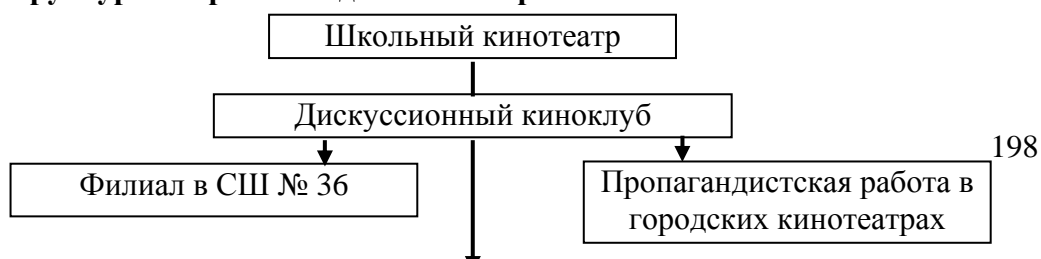 Школьный кинотеатр
Дискуссионный киноклуб
198
Филиал в СШ № 36
Пропагандистская работа в
городских кинотеатрах